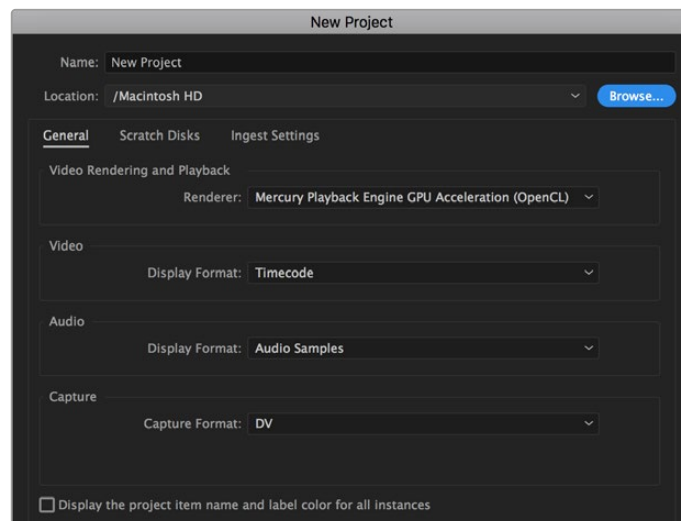 New Project
Name: New Project
Location: /Macintosh HD Browse...
General Scratch Disks Ingest Settings
Video Rendering and Playback
Renderer: Mercury Playback Engine GPU Acceleration (OpenCL)
Video
Display Format: Timecode
Audio
Display Format: Audio Samples
Capture
Capture Format: DV
Display the project item name and label color for all instances